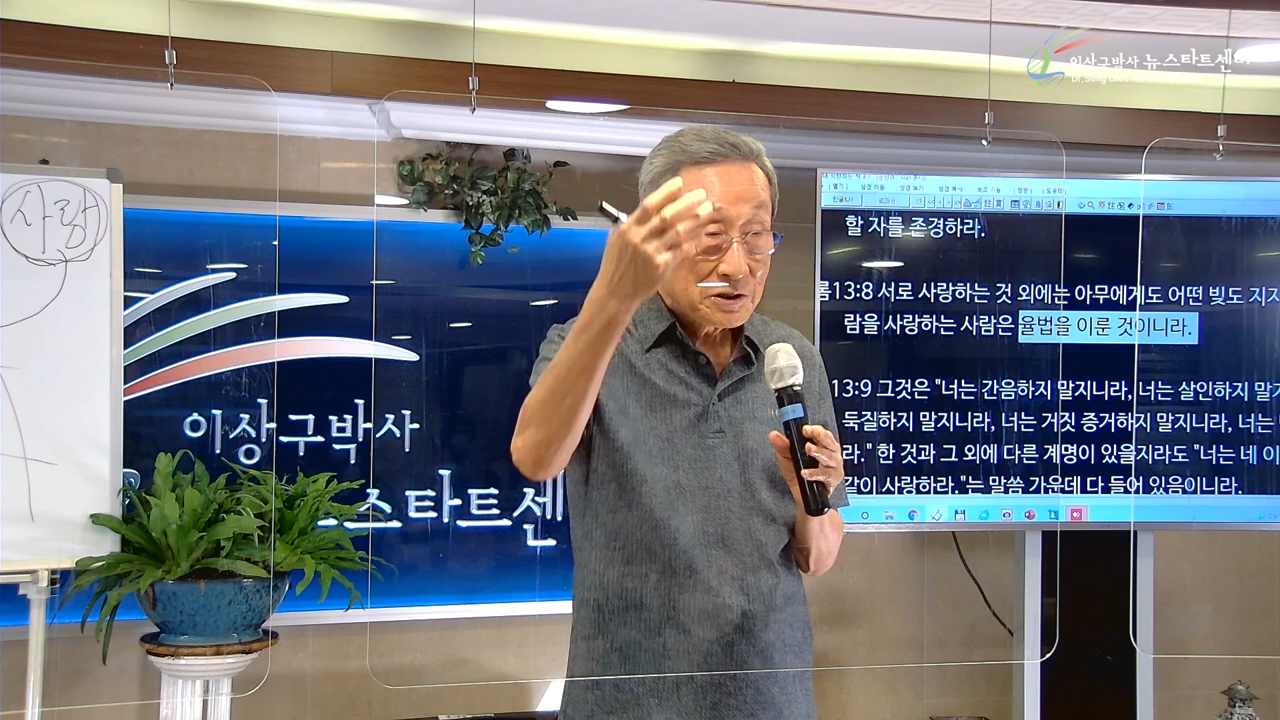 이상구박사 뉴스타트센터
사랑
할 자를 존경하라.
롬13:8 서로 사랑하는 것 외에는 아무에게도 어떤 빚도 지지
람을 사랑하는 사람은 율법을 이룬 것이니라.
13:9 그것은 "너는 간음하지 말지니라, 너는 살인하지 말지
둑질하지 말지니라, 너는 거짓 증거하지 말지니라, 너는
라." 한 것과 그 외에 다른 계명이 있을지라도 "너는 네 이
같이 사랑하라."는 말씀 가운데 다 들어 있음이니라.
이상구박사
뉴스타트센